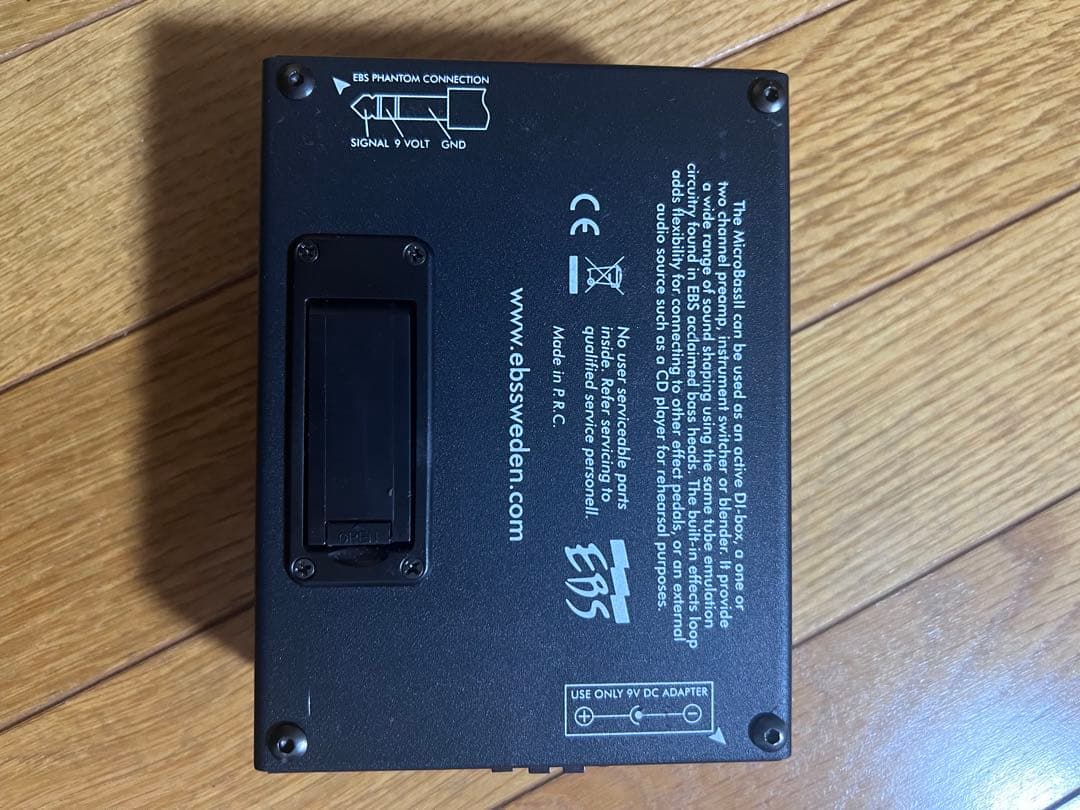 EBS PHANTOM CONNECTION
SIGNAL 9 VOLT GND
The MicroBassII can be used as an active DI-box, a one or
two channel preamp, instrument switcher or blender. It provide
a wide range of sound shaping using the same tube emulation
circuitry found in EBS acclaimed bass heads. The built-in effects loop
adds flexibility for connecting to other effect pedals, or an external
audio source such as a CD player for rehearsal purposes.
CE
No user serviceable parts
inside. Refer servicing to
qualified service personell.
Made in P.R.C.
EBS
www.ebssweden.com
OPEN
USE ONLY 9V DC ADAPTER
+ -